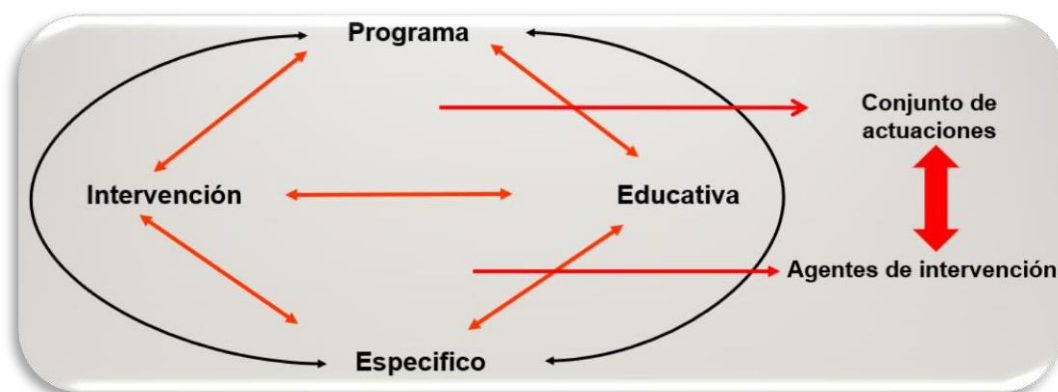 Programa
Conjunto de
actuaciones
Intervención
Educativa
Agentes de intervención
Especifico